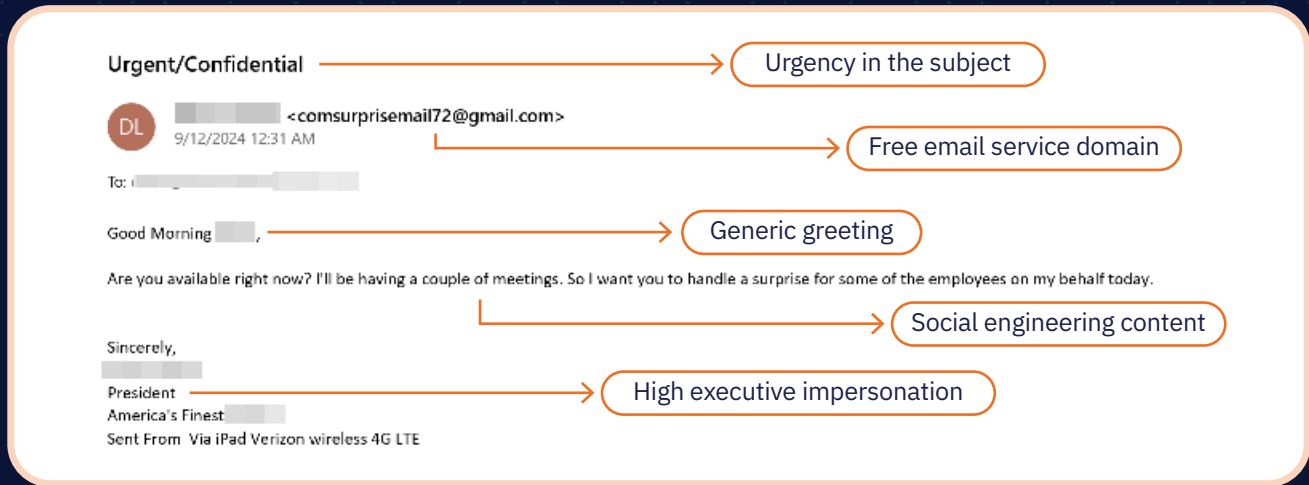 Urgent/Confidential
Urgency in the subject
DL
<comsurprisemail72@gmail.com>
9/12/2024 12:31 AM
Free email service domain
To:
Good Morning ,
Generic greeting
Are you available right now? I'll be having a couple of meetings. So I want you to handle a surprise for some of the employees on my behalf today.
Social engineering content
Sincerely,
President
High executive impersonation
America's Finest
Sent From Via iPad Verizon wireless 4G LTE